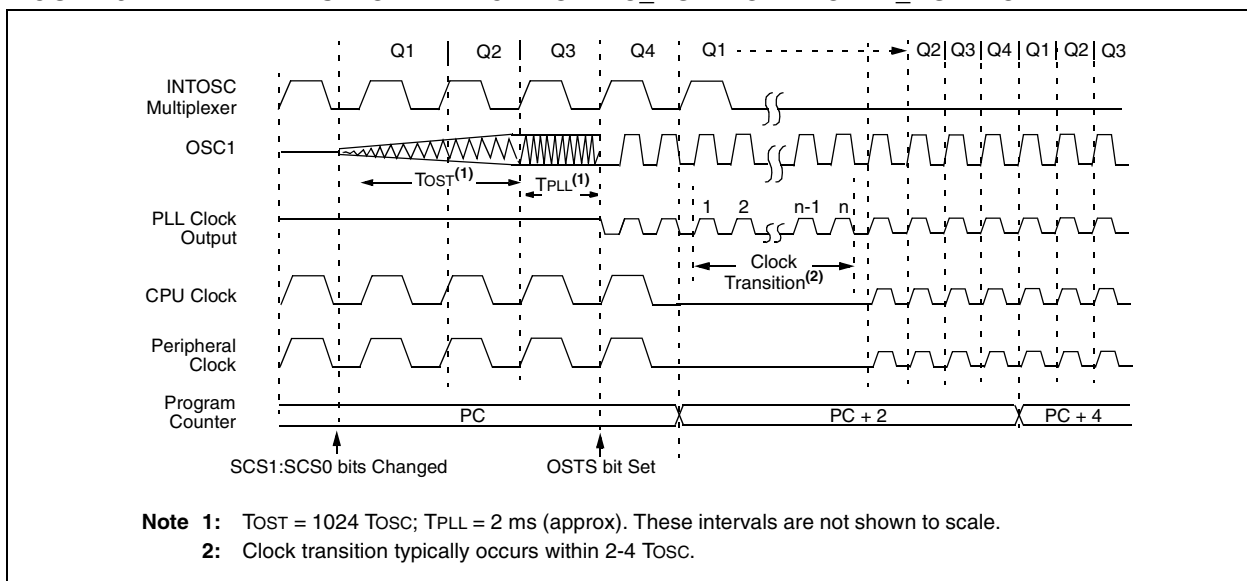 Q1 Q2 Q3 Q4 Q1 Q2 Q3 Q4 Q1 Q2 Q3
INTOSC
Multiplexer
OSC1
TOST(1) TPLL(1)
1 2 n-1 n
PLL Clock
Output
Clock
Transition(2)
CPU Clock
Peripheral
Clock
Program
Counter
PC PC + 2 PC + 4
SCS1:SCS0 bits Changed OSTS bit Set
Note 1: TOST = 1024 TOSC; TPLL = 2 ms (approx). These intervals are not shown to scale.
2: Clock transition typically occurs within 2-4 TOSC.